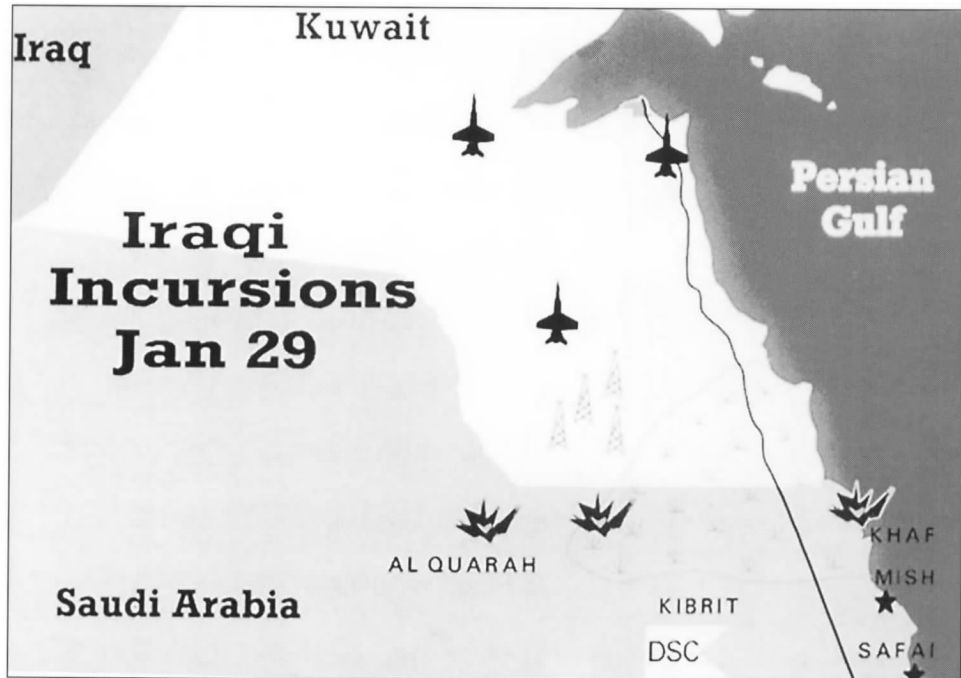 Kuwait
Iraq
Persian
Gulf
Iraqi
Incursions
Jan 29
KHAF
AL QUARAH
MISH
Saudi Arabia
KIBRIT
DSC
SAFAI